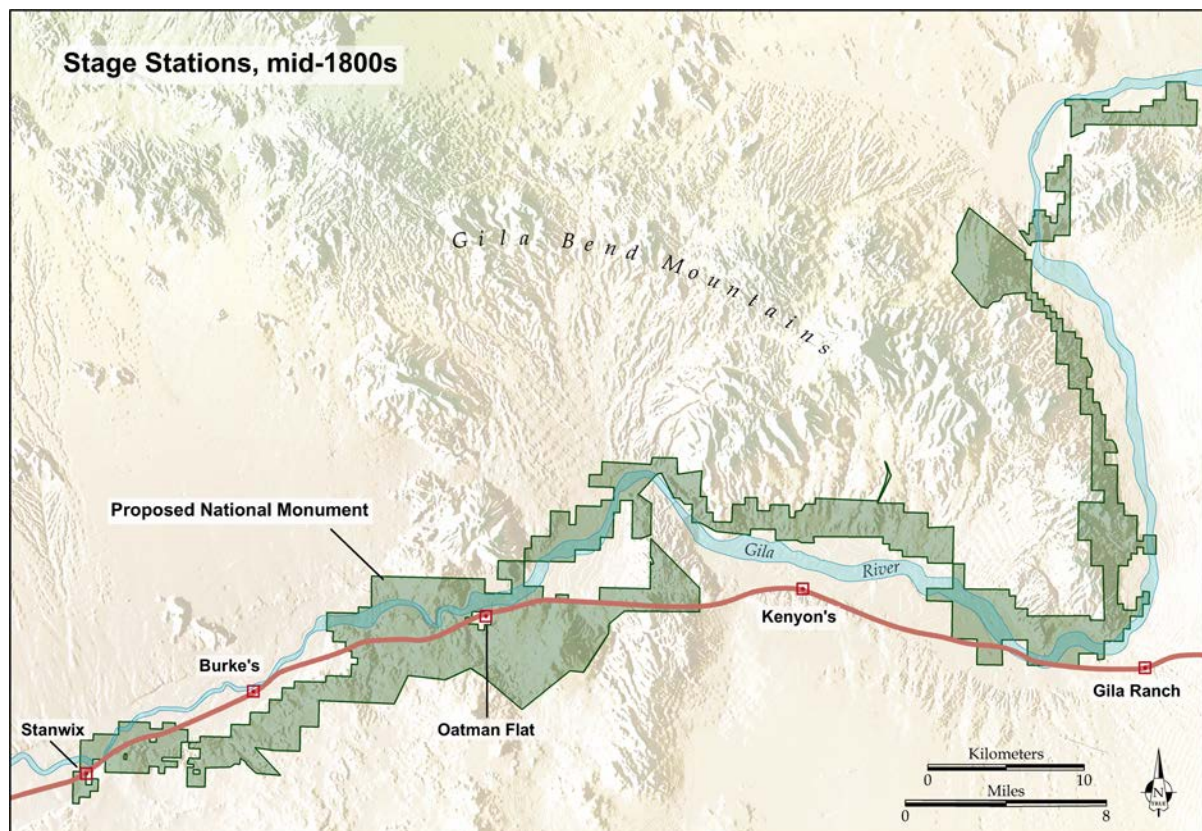 Stage Stations, mid-1800s
Gila Bend Mountains
Proposed National Monument
Gila
River
Kenyon's
Burke's
Gila Ranch
Stanwix
Oatman Flat
Kilometers
0 10
Miles
0 8
N
TRUE